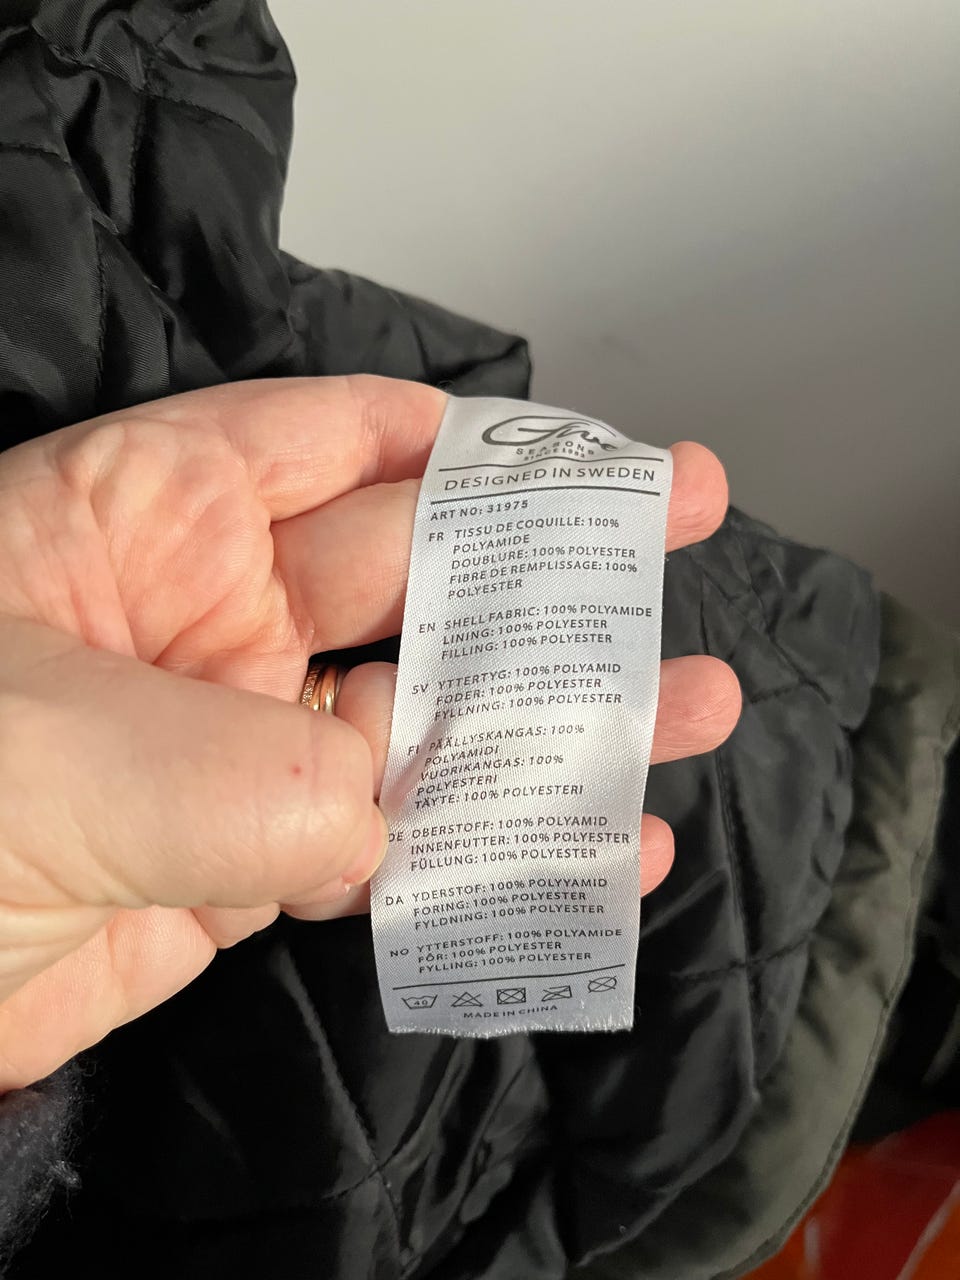 Five
SEASONS
SINCE 1983
DESIGNED IN SWEDEN
ART NO: 31975
FR TISSU DE COQUILLE: 100%
POLYAMIDE
DOUBLURE: 100% POLYESTER
FIBRE DE REMPLISSAGE: 100%
POLYESTER
EN SHELL FABRIC: 100% POLYAMIDE
LINING: 100% POLYESTER
FILLING: 100% POLYESTER
SV YTTERTYG: 100% POLYAMID
FODER: 100% POLYESTER
FYLLNING: 100% POLYESTER
FI PÄÄLLYSKANGAS: 100%
POLYAMIDI
VUORIKANGAS: 100%
POLYESTERI
TÄYTE: 100% POLYESTERI
DE OBERSTOFF: 100% POLYAMID
INNENFUTTER: 100% POLYESTER
FÜLLUNG: 100% POLYESTER
DA YDERSTOF: 100% POLYYAMID
FORING: 100% POLYESTER
FYLDNING: 100% POLYESTER
NO YTTERSTOFF: 100% POLYAMIDE
FÔR: 100% POLYESTER
FYLLING: 100% POLYESTER
40
MADE IN CHINA